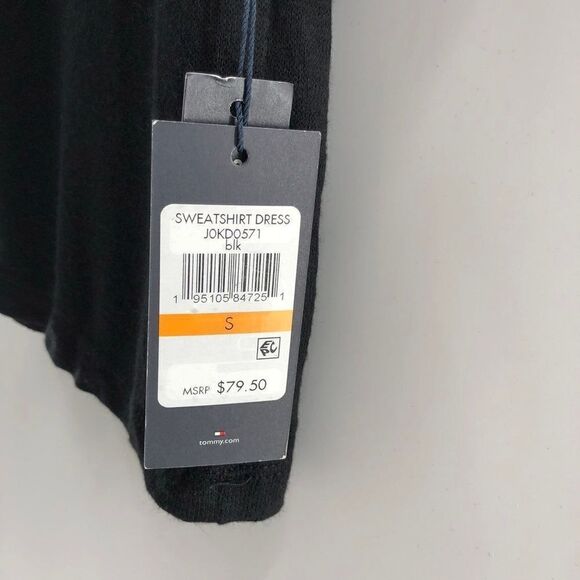 SWEATSHIRT DRESS
J0KD0571
blk
1 95105 84725 1
S
MSRP $79.50
tommy.com